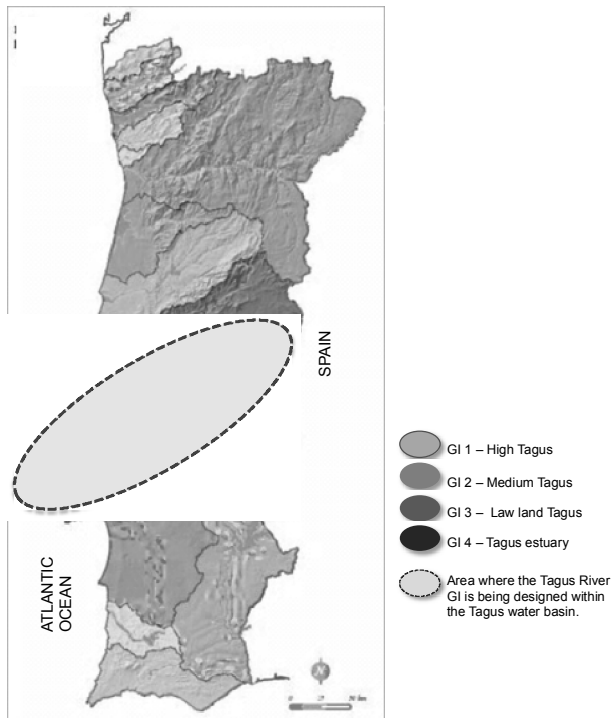 SPAIN
ATLANTIC
OCEAN
GI 1 – High Tagus
GI 2 – Medium Tagus
GI 3 – Law land Tagus
GI 4 – Tagus estuary
Area where the Tagus River
GI is being designed within
the Tagus water basin.
N
0